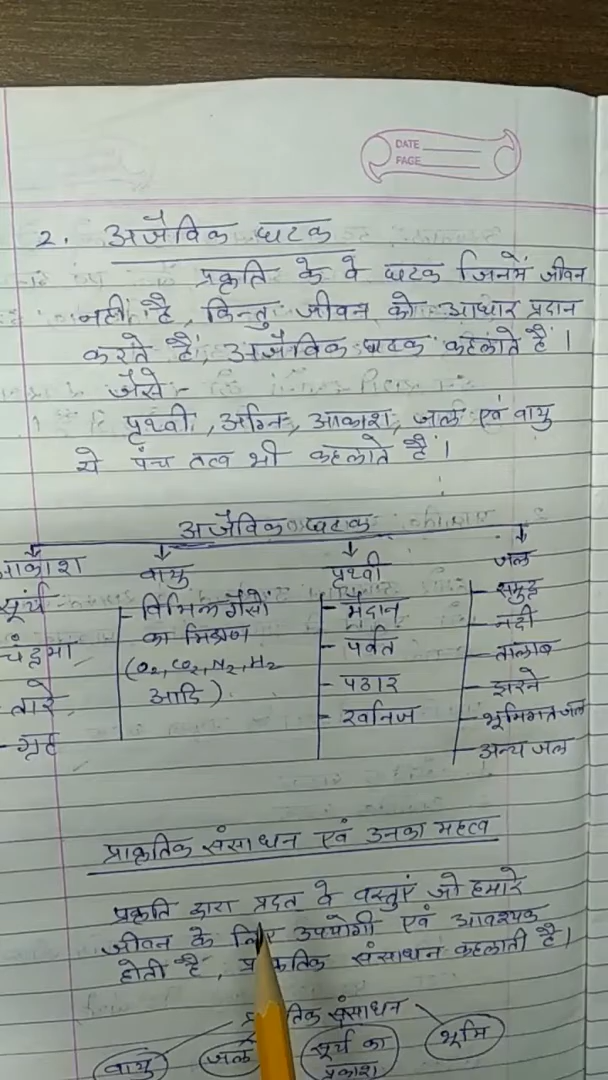 DATE
PAGE
2. अजैविक घटक
प्रकृति के वे घटक जिनमें जीवन
नहीं है, किन्तु जीवन को आधार प्रदान
करते हैं, अजैविक घटक कहलाते हैं।
जैसे -
पृथ्वी, अग्नि, आकाश, जल एवं वायु
ये पंच तत्व भी कहलाते हैं।
अजैविक घटक
आकाश वायु पृथ्वी जल
सूर्य - विभिन्न गैसों - मैदान - समुद्र
चंद्रमा का मिश्रण - पर्वत - नदी
- तारे (O2, CO2, N2, H2 - पठार - तालाब
- ग्रह आदि). - खनिज - झरने
- भूमिगत जल
- अन्य जल
प्राकृतिक संसाधन एवं उनका महत्व
प्रकृति द्वारा प्रदत वे वस्तुएं जो हमारे
जीवन के लिए उपयोगी एवं आवश्यक
होती है, प्राकृतिक संसाधन कहलाती है।
संसाधन
वायु जल सूर्य का भूमि
प्रकाश